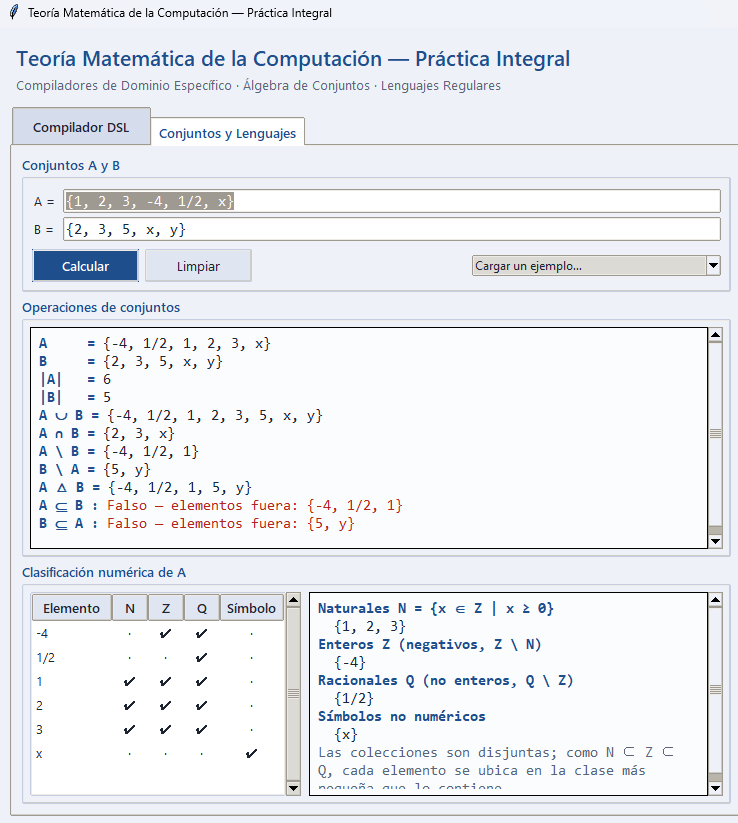 Teoría Matemática de la Computación — Práctica Integral
Teoría Matemática de la Computación — Práctica Integral
Compiladores de Dominio Específico · Álgebra de Conjuntos · Lenguajes Regulares
Compilador DSL
Conjuntos y Lenguajes
Conjuntos A y B
A = {1, 2, 3, -4, 1/2, x}
B = {2, 3, 5, x, y}
Calcular
Limpiar
Cargar un ejemplo...
Operaciones de conjuntos
A = {-4, 1/2, 1, 2, 3, x}
B = {2, 3, 5, x, y}
|A| = 6
|B| = 5
A ∪ B = {-4, 1/2, 1, 2, 3, 5, x, y}
A ∩ B = {2, 3, x}
A \ B = {-4, 1/2, 1}
B \ A = {5, y}
A △ B = {-4, 1/2, 1, 5, y}
A ⊆ B : Falso — elementos fuera: {-4, 1/2, 1}
B ⊆ A : Falso — elementos fuera: {5, y}
Clasificación numérica de A
Elemento N Z Q Símbolo
-4 · ✔ ✔ ·
1/2 · · ✔ ·
1 ✔ ✔ ✔ ·
2 ✔ ✔ ✔ ·
3 ✔ ✔ ✔ ·
x · · · ✔
Naturales N = {x ∈ Z | x ≥ 0}
{1, 2, 3}
Enteros Z (negativos, Z \ N)
{-4}
Racionales Q (no enteros, Q \ Z)
{1/2}
Símbolos no numéricos
{x}
Las colecciones son disjuntas; como N ⊂ Z ⊂
Q, cada elemento se ubica en la clase más
pequeña que lo contiene